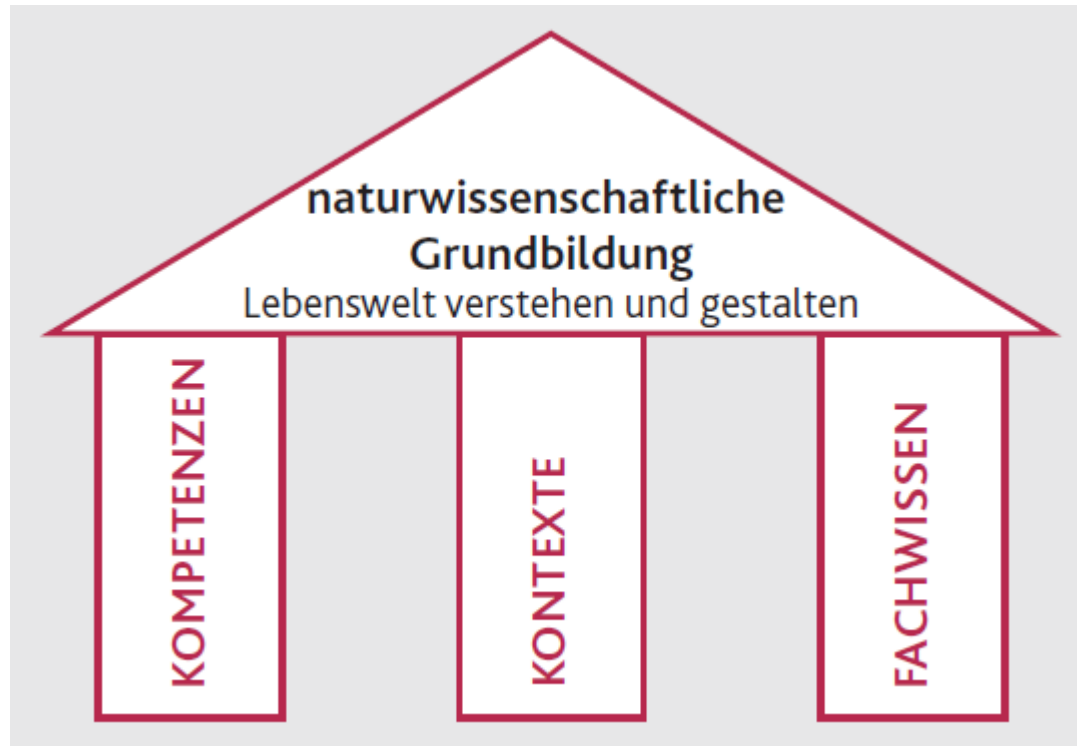 naturwissenschaftliche
Grundbildung
Lebenswelt verstehen und gestalten
KOMPETENZEN
KONTEXTE
FACHWISSEN